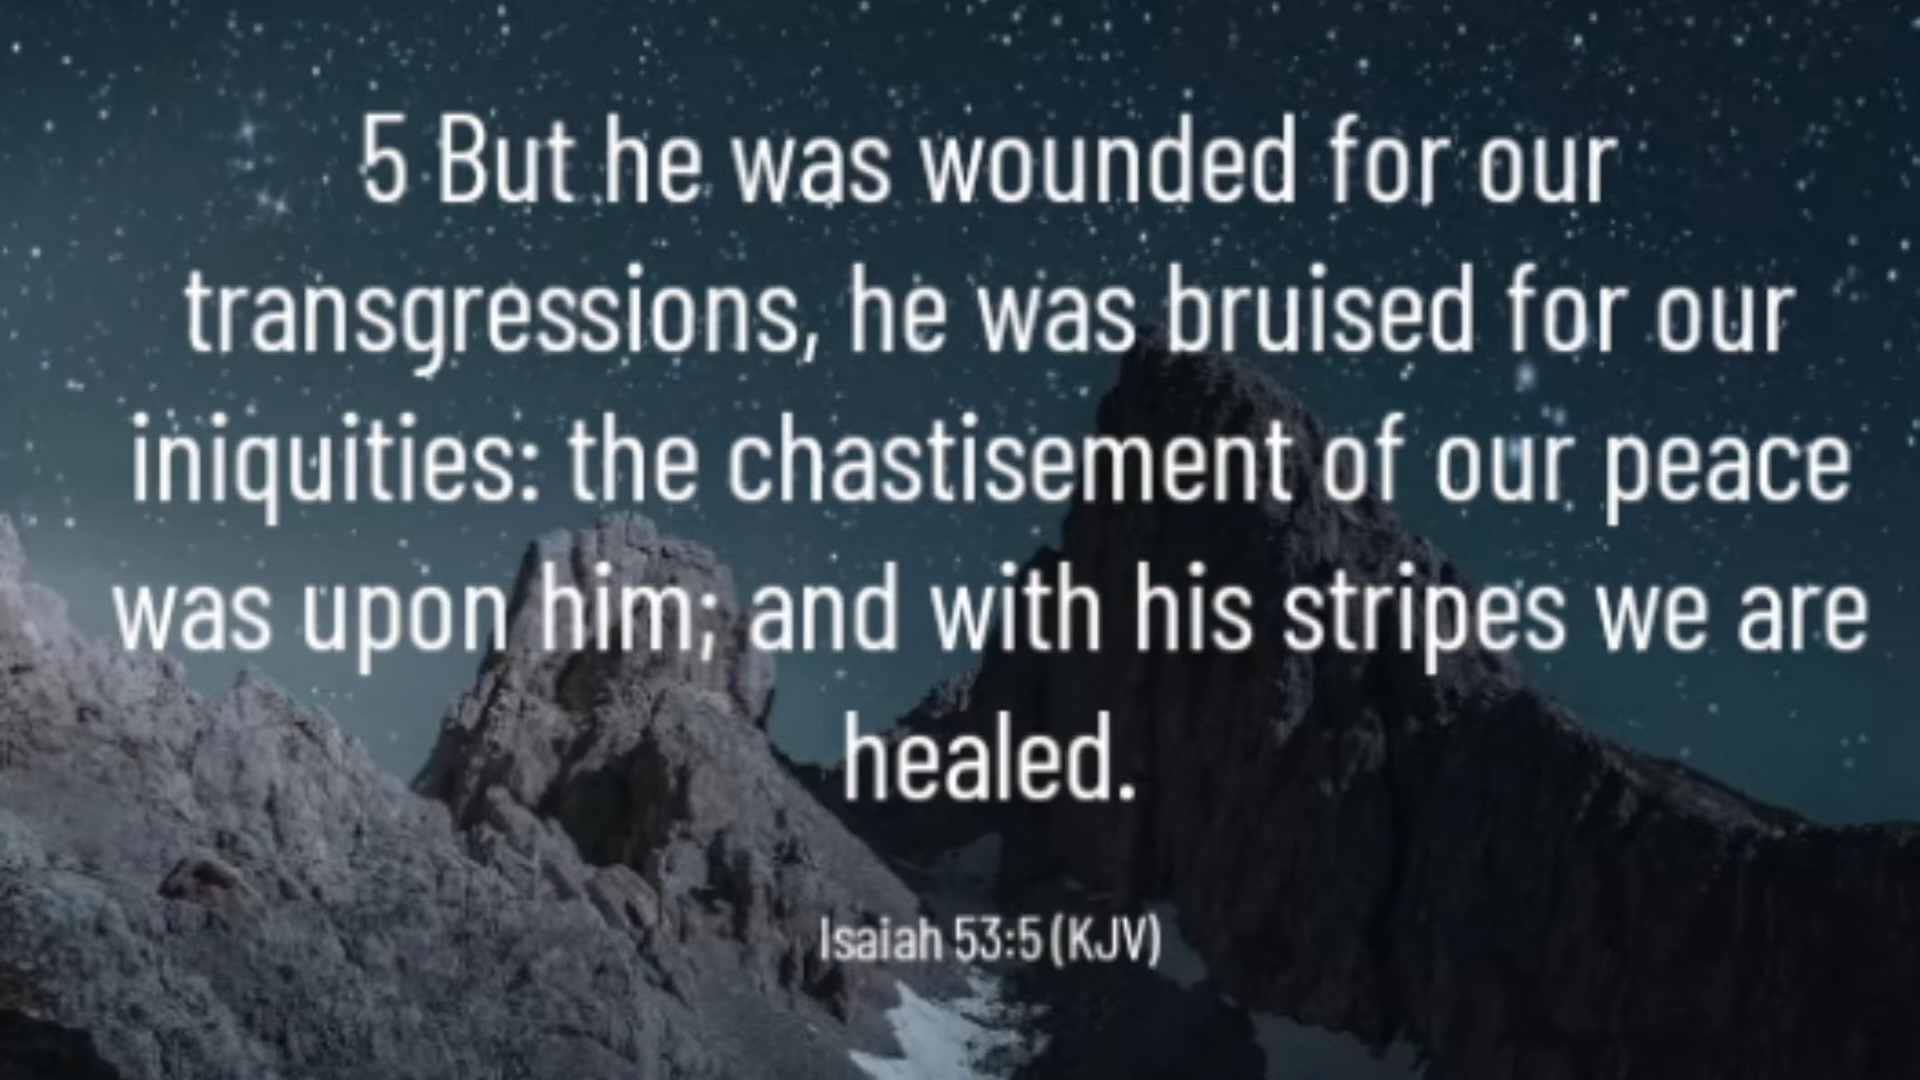 5 But he was wounded for our
transgressions, he was bruised for our
iniquities: the chastisement of our peace
was upon him; and with his stripes we are
healed.
Isaiah 53:5 (KJV)